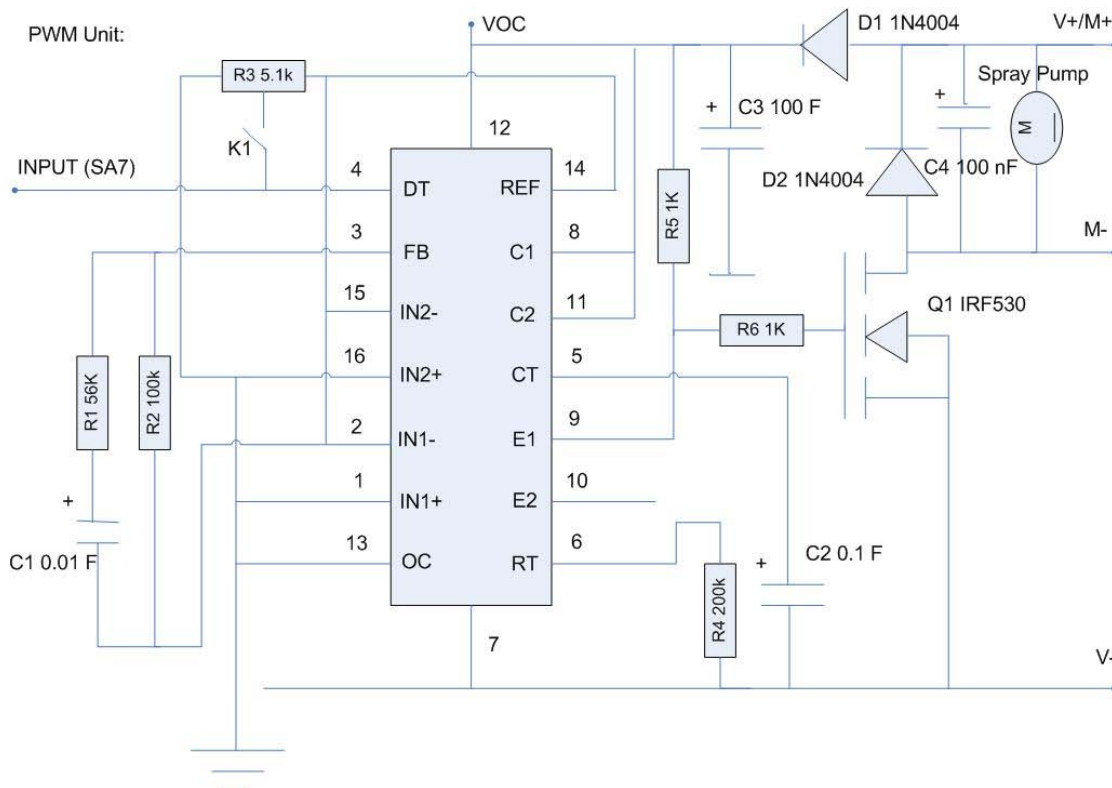 PWM Unit:
VOC
D1 1N4004
V+/M+
R3 5.1k
Spray Pump
+
C3 100 F
+
M
12
K1
INPUT (SA7)
4
DT
REF
14
D2 1N4004
C4 100 nF
R5 1K
3
FB
C1
8
M-
15
IN2-
C2
11
Q1 IRF530
R6 1K
16
IN2+
CT
5
R1 56K
R2 100k
2
IN1-
E1
9
1
IN1+
E2
10
+
C1 0.01 F
13
OC
RT
6
+
C2 0.1 F
R4 200k
7
V-